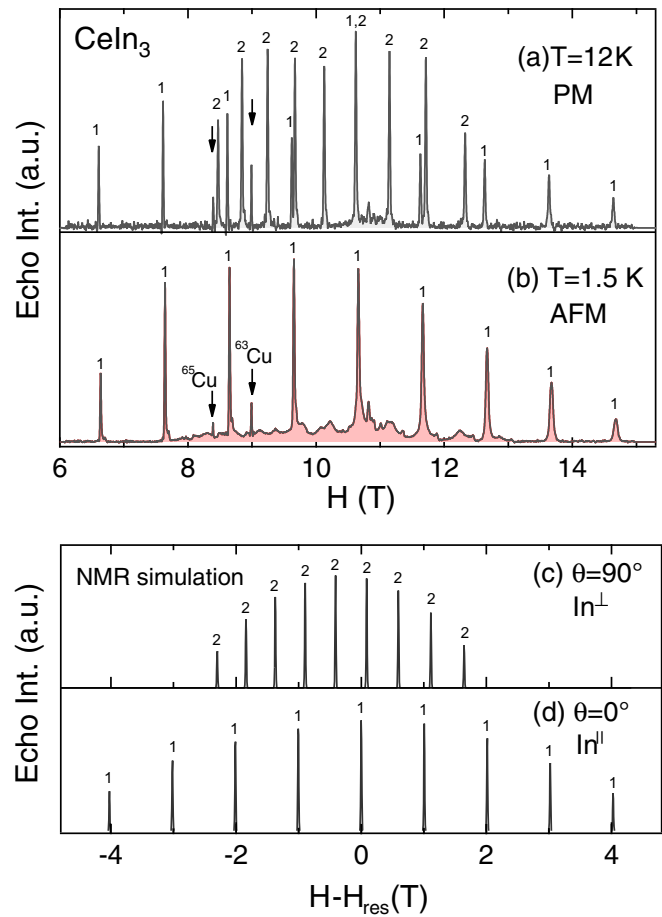 CeIn₃
(a)T=12K
PM
1 1 2 1 2 2 2 1 2 1,2 2 1 2 2 1 1 1
(b) T=1.5 K
AFM
1 1 1 1 1 1 1 1 1
⁶⁵Cu
⁶³Cu
Echo Int. (a.u.)
6 8 10 12 14
H (T)
NMR simulation
(c) θ=90°
In⊥
2 2 2 2 2 2 2 2 2
(d) θ=0°
In||
1 1 1 1 1 1 1 1 1
Echo Int. (a.u.)
-4 -2 0 2 4
H-Hres(T)